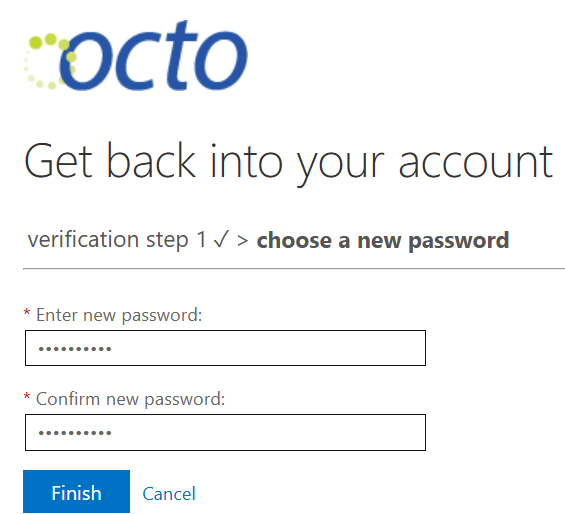 octo
Get back into your account
verification step 1 ✓ > choose a new password
* Enter new password:
••••••••••
* Confirm new password:
••••••••••
Finish Cancel